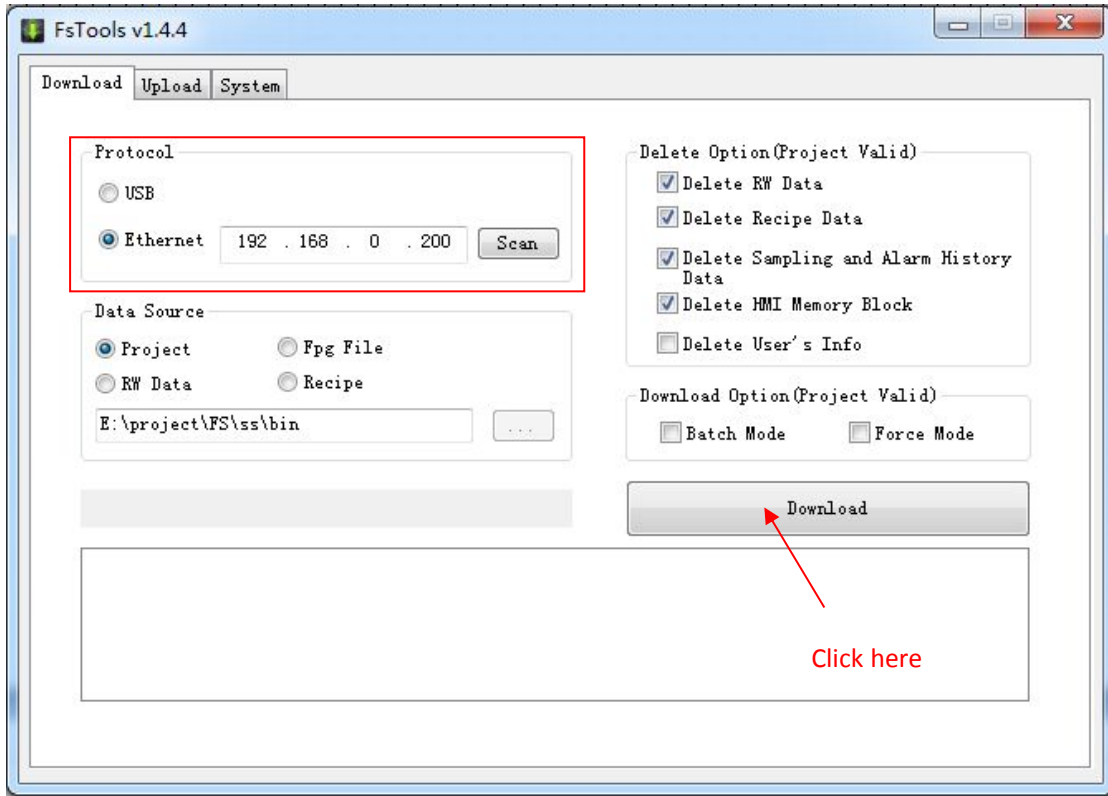 FsTools v1.4.4
Download Upload System
Protocol
USB
Ethernet 192 . 168 . 0 . 200 Scan
Data Source
Project Fpg File
RW Data Recipe
E:\project\FS\ss\bin ...
Delete Option(Project Valid)
Delete RW Data
Delete Recipe Data
Delete Sampling and Alarm History
Data
Delete HMI Memory Block
Delete User's Info
Download Option(Project Valid)
Batch Mode Force Mode
Download
Click here